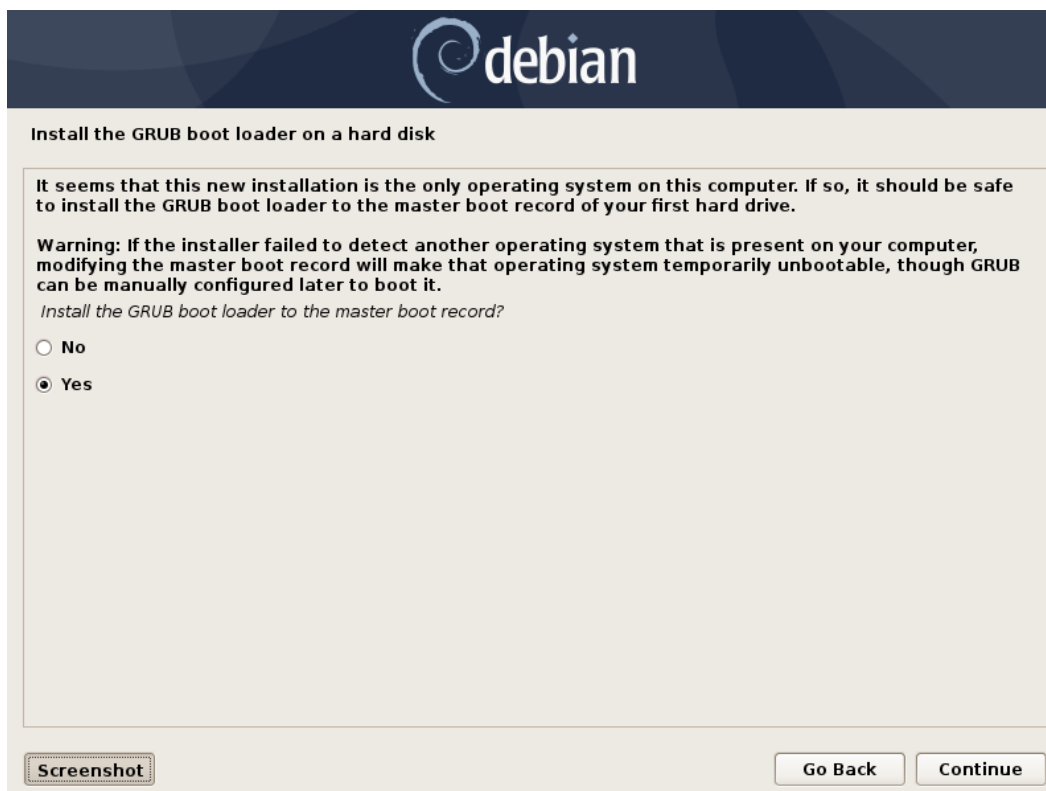 debian
Install the GRUB boot loader on a hard disk
It seems that this new installation is the only operating system on this computer. If so, it should be safe
to install the GRUB boot loader to the master boot record of your first hard drive.
Warning: If the installer failed to detect another operating system that is present on your computer,
modifying the master boot record will make that operating system temporarily unbootable, though GRUB
can be manually configured later to boot it.
Install the GRUB boot loader to the master boot record?
No
Yes
Screenshot Go Back Continue